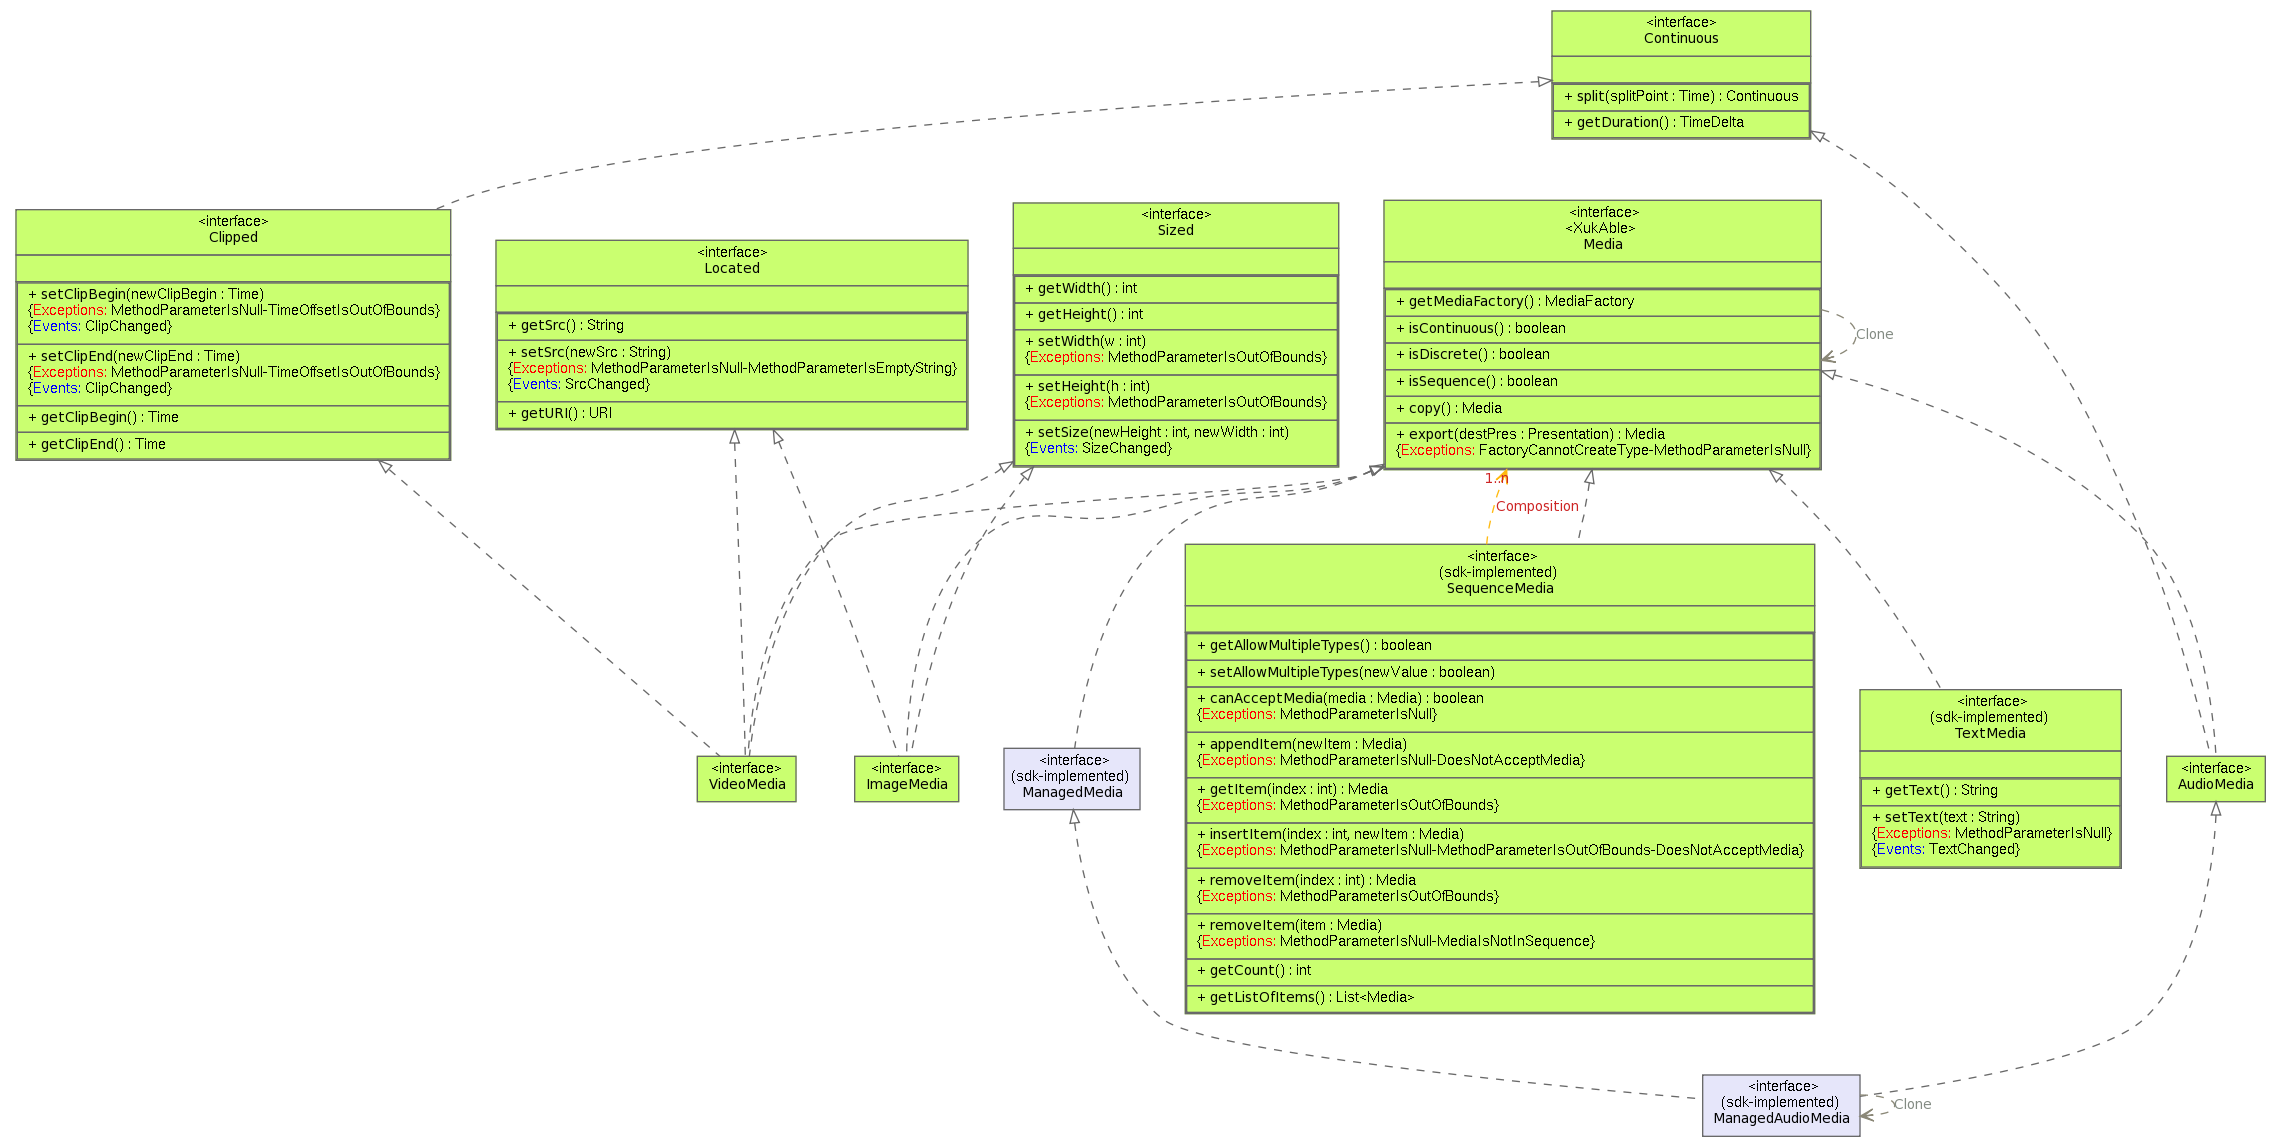 <interface>
Continuous
+ split(splitPoint : Time) : Continuous
+ getDuration() : TimeDelta
<interface>
Clipped
+ setClipBegin(newClipBegin : Time)
{Exceptions: MethodParameterIsNull-TimeOffsetIsOutOfBounds}
{Events: ClipChanged}
+ setClipEnd(newClipEnd : Time)
{Exceptions: MethodParameterIsNull-TimeOffsetIsOutOfBounds}
{Events: ClipChanged}
+ getClipBegin() : Time
+ getClipEnd() : Time
<interface>
Located
+ getSrc() : String
+ setSrc(newSrc : String)
{Exceptions: MethodParameterIsNull-MethodParameterIsEmptyString}
{Events: SrcChanged}
+ getURI() : URI
<interface>
Sized
+ getWidth() : int
+ getHeight() : int
+ setWidth(w : int)
{Exceptions: MethodParameterIsOutOfBounds}
+ setHeight(h : int)
{Exceptions: MethodParameterIsOutOfBounds}
+ setSize(newHeight : int, newWidth : int)
{Events: SizeChanged}
<interface>
<XukAble>
Media
+ getMediaFactory() : MediaFactory
+ isContinuous() : boolean
+ isDiscrete() : boolean
+ isSequence() : boolean
+ copy() : Media
+ export(destPres : Presentation) : Media
{Exceptions: FactoryCannotCreateType-MethodParameterIsNull}
Clone
1..n
Composition
<interface>
(sdk-implemented)
SequenceMedia
+ getAllowMultipleTypes() : boolean
+ setAllowMultipleTypes(newValue : boolean)
+ canAcceptMedia(media : Media) : boolean
{Exceptions: MethodParameterIsNull}
+ appendItem(newItem : Media)
{Exceptions: MethodParameterIsNull-DoesNotAcceptMedia}
+ getItem(index : int) : Media
{Exceptions: MethodParameterIsOutOfBounds}
+ insertItem(index : int, newItem : Media)
{Exceptions: MethodParameterIsNull-MethodParameterIsOutOfBounds-DoesNotAcceptMedia}
+ removeItem(index : int) : Media
{Exceptions: MethodParameterIsOutOfBounds}
+ removeItem(item : Media)
{Exceptions: MethodParameterIsNull-MediaIsNotInSequence}
+ getCount() : int
+ getListOfItems() : List<Media>
<interface>
VideoMedia
<interface>
ImageMedia
<interface>
(sdk-implemented)
ManagedMedia
<interface>
(sdk-implemented)
TextMedia
+ getText() : String
+ setText(text : String)
{Exceptions: MethodParameterIsNull}
{Events: TextChanged}
<interface>
AudioMedia
<interface>
(sdk-implemented)
ManagedAudioMedia
Clone